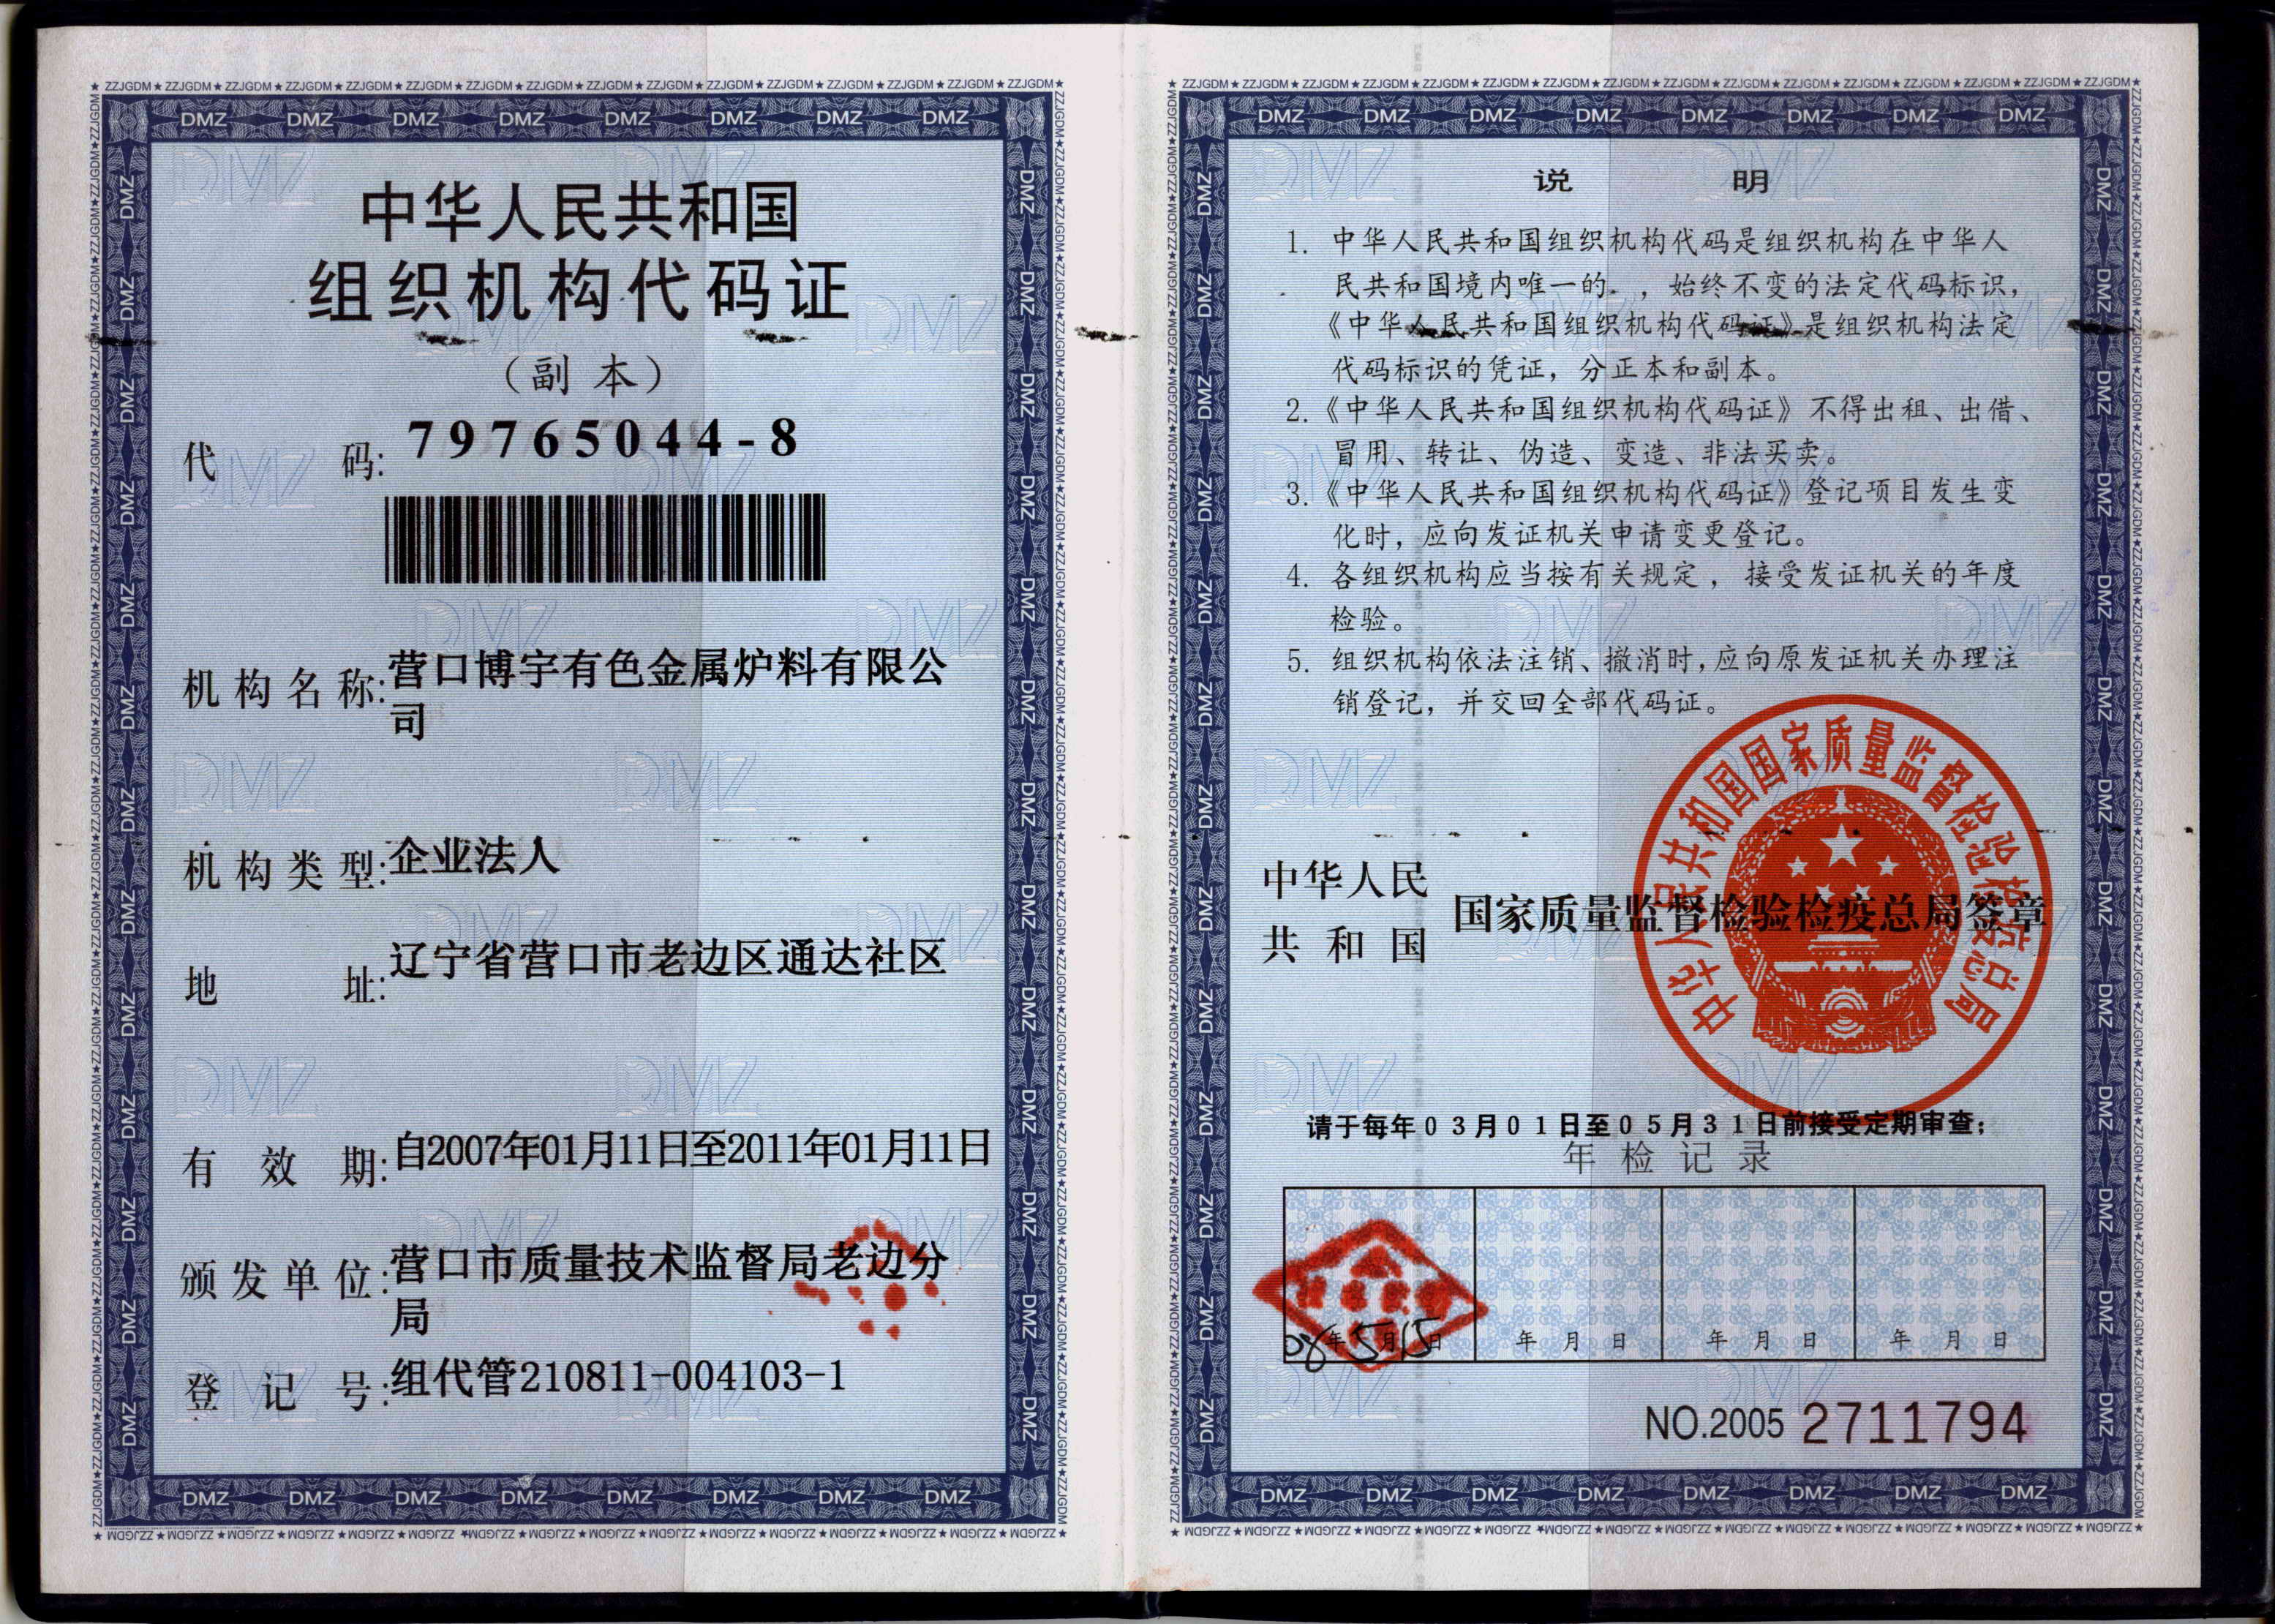 中华人民共和国
组织机构代码证
（副 本）
代 码: 79765044-8
机构名称: 营口博宇有色金属炉料有限公
司
机构类型: 企业法人
地 址: 辽宁省营口市老边区通达社区
有 效 期: 自2007年01月11日至2011年01月11日
颁发单位: 营口市质量技术监督局老边分
局
登 记 号: 组代管210811-004103-1
说 明
1. 中华人民共和国组织机构代码是组织机构在中华人
民共和国境内唯一的.，始终不变的法定代码标识，
《中华人民共和国组织机构代码证》是组织机构法定
代码标识的凭证，分正本和副本。
2.《中华人民共和国组织机构代码证》不得出租、出借、
冒用、转让、伪造、变造、非法买卖。
3.《中华人民共和国组织机构代码证》登记项目发生变
化时，应向发证机关申请变更登记。
4. 各组织机构应当按有关规定，接受发证机关的年度
检验。
5. 组织机构依法注销、撤消时，应向原发证机关办理注
销登记，并交回全部代码证。
中华人民共和国国家质量监督检验检疫总局
中华人民
共和国 国家质量监督检验检疫总局签章
请于每年03月01日至05月31日前接受定期审查;
年检记录
08年5月15日 年 月 日 年 月 日 年 月 日
NO.2005 2711794